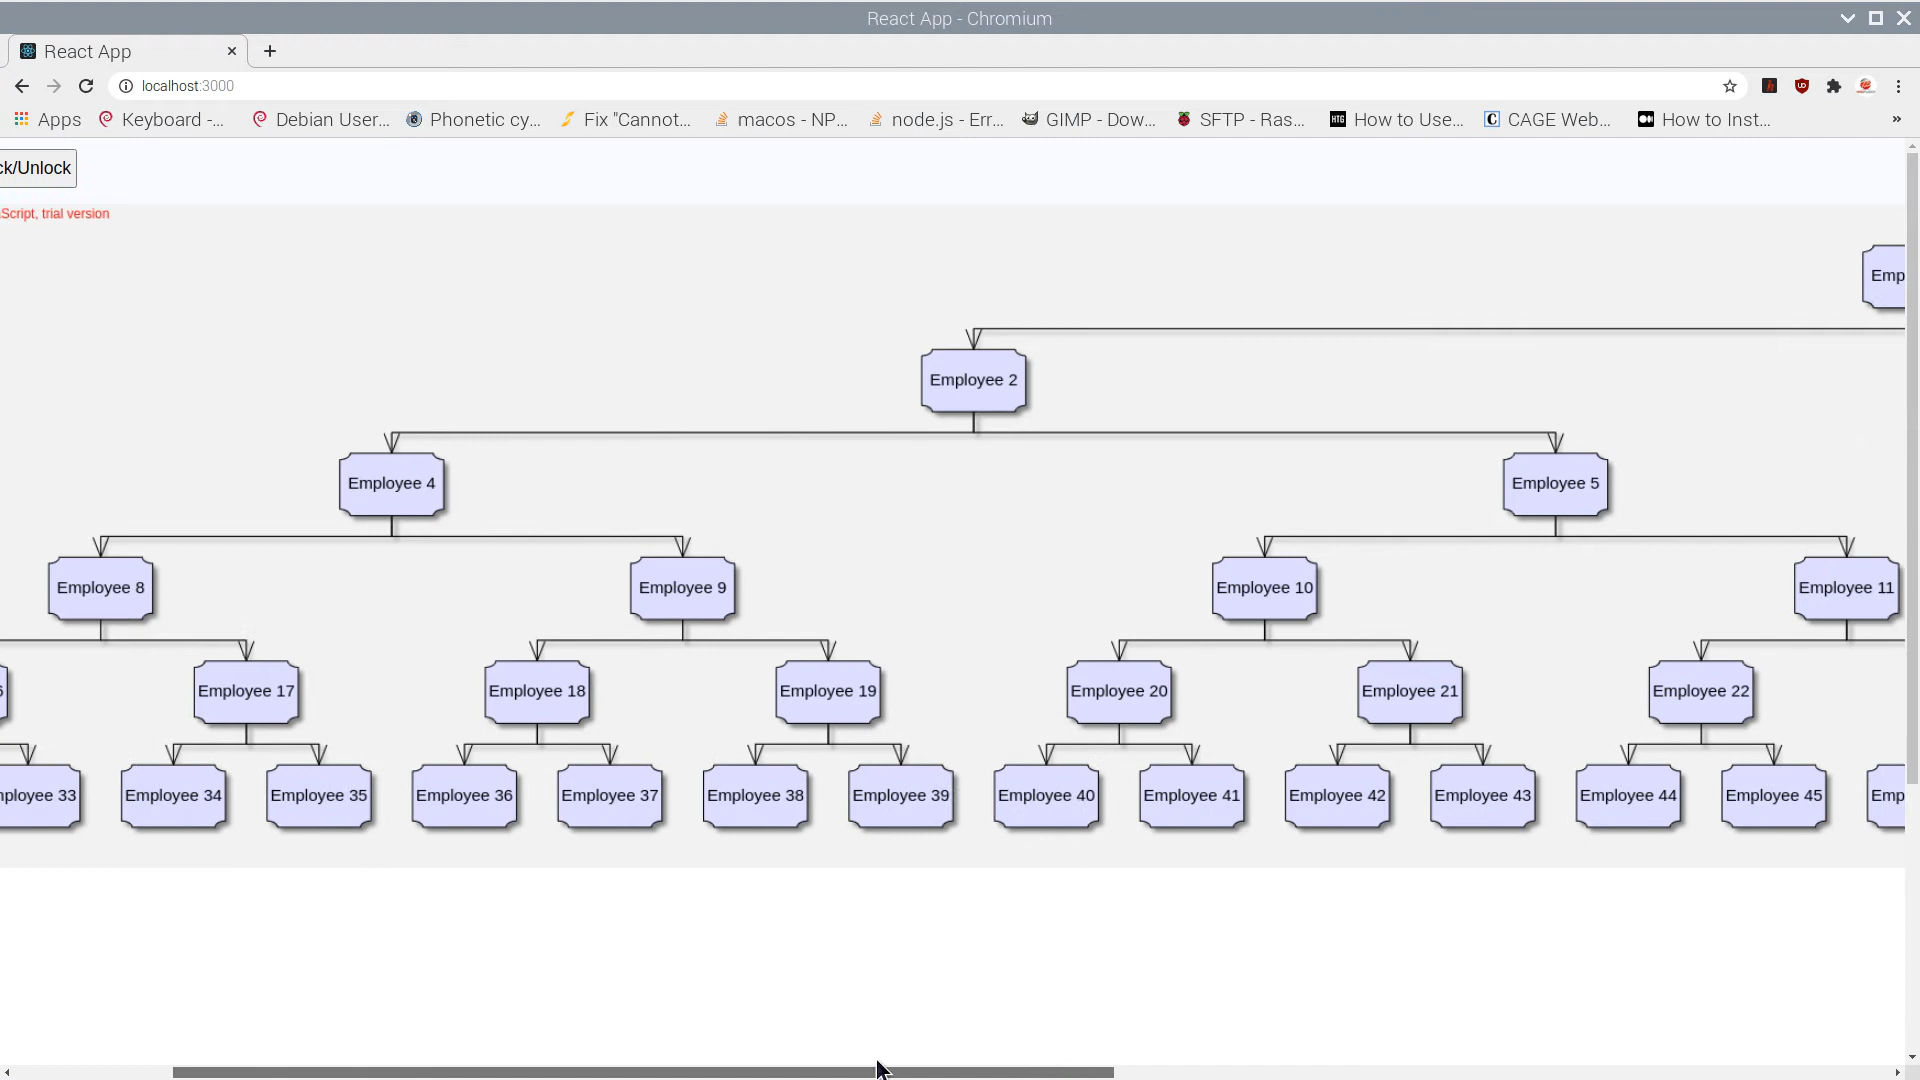 React App - Chromium
React App
localhost:3000
Apps Keyboard -... Debian User... Phonetic cy... Fix "Cannot... macos - NP... node.js - Err... GIMP - Dow... SFTP - Ras... HTG How to Use... C CAGE Web... How to Inst... »
ck/Unlock
Script, trial version
Emp
Employee 2
Employee 4 Employee 5
Employee 8 Employee 9 Employee 10 Employee 11
6 Employee 17 Employee 18 Employee 19 Employee 20 Employee 21 Employee 22
ployee 33 Employee 34 Employee 35 Employee 36 Employee 37 Employee 38 Employee 39 Employee 40 Employee 41 Employee 42 Employee 43 Employee 44 Employee 45 Emp